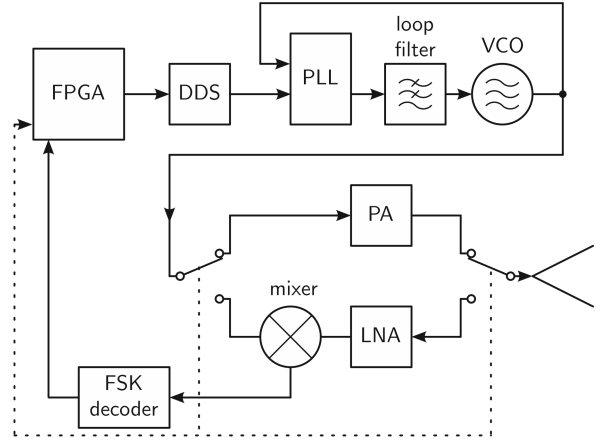 loop
filter
VCO
FPGA
DDS
PLL
PA
mixer
LNA
FSK
decoder